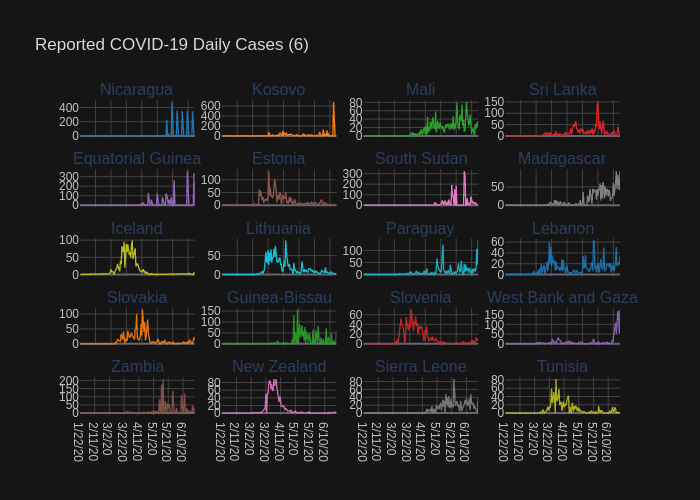 Reported COVID-19 Daily Cases (6)
Nicaragua Kosovo Mali Sri Lanka
400 200 0 600 400 200 0 80 60 40 20 0 150 100 50 0
Equatorial Guinea Estonia South Sudan Madagascar
300 200 100 0 100 50 0 300 200 100 0 50 0
Iceland Lithuania Paraguay Lebanon
100 50 0 50 0 100 50 0 60 40 20 0
Slovakia Guinea-Bissau Slovenia West Bank and Gaza
100 50 0 150 100 50 0 60 40 20 0 150 100 50 0
Zambia New Zealand Sierra Leone Tunisia
200 150 100 50 0 80 60 40 20 0 80 60 40 20 0 80 60 40 20 0
1/22/20 2/11/20 3/2/20 3/22/20 4/11/20 5/1/20 5/21/20 6/10/20 1/22/20 2/11/20 3/2/20 3/22/20 4/11/20 5/1/20 5/21/20 6/10/20 1/22/20 2/11/20 3/2/20 3/22/20 4/11/20 5/1/20 5/21/20 6/10/20 1/22/20 2/11/20 3/2/20 3/22/20 4/11/20 5/1/20 5/21/20 6/10/20